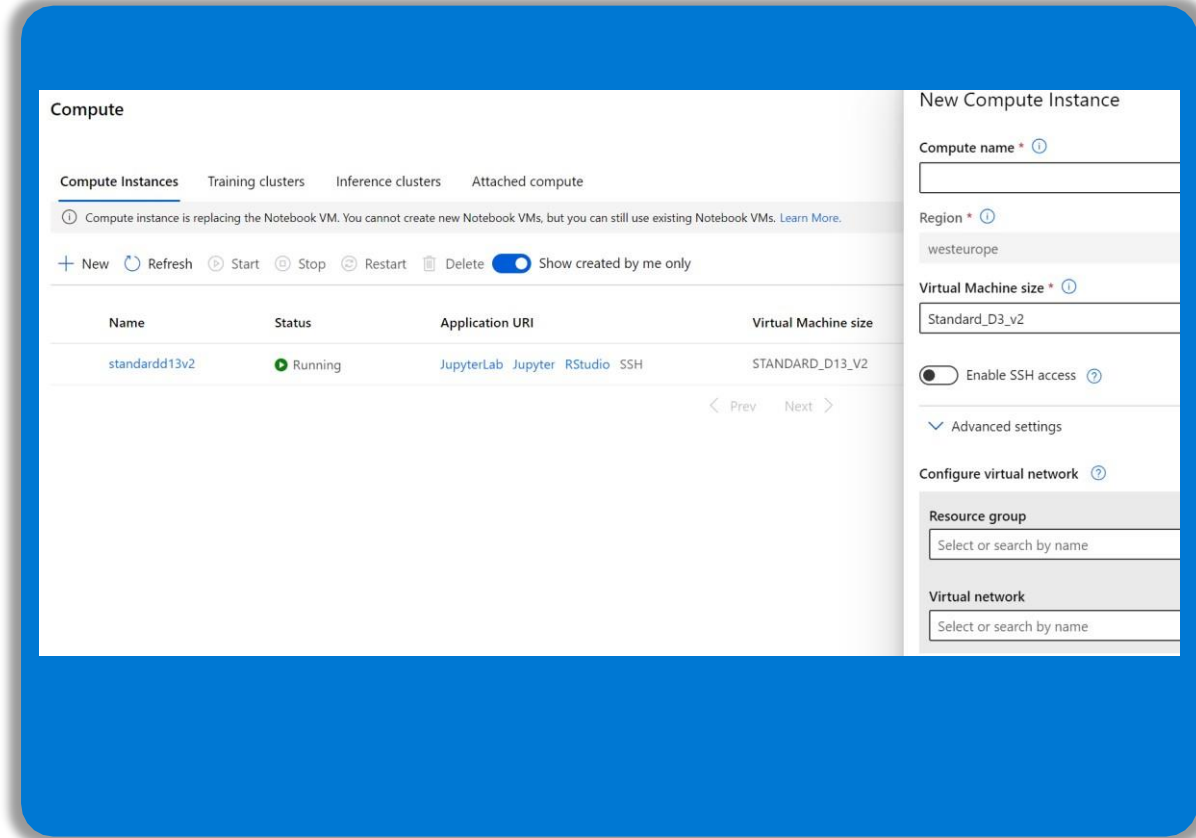 Compute
Compute Instances Training clusters Inference clusters Attached compute
Compute instance is replacing the Notebook VM. You cannot create new Notebook VMs, but you can still use existing Notebook VMs. Learn More.
New Refresh Start Stop Restart Delete Show created by me only
Name Status Application URI Virtual Machine size
standardd13v2 Running JupyterLab Jupyter RStudio SSH STANDARD_D13_V2
Prev Next
New Compute Instance
Compute name *
Region *
westeurope
Virtual Machine size *
Standard_D3_v2
Enable SSH access
Advanced settings
Configure virtual network
Resource group
Select or search by name
Virtual network
Select or search by name